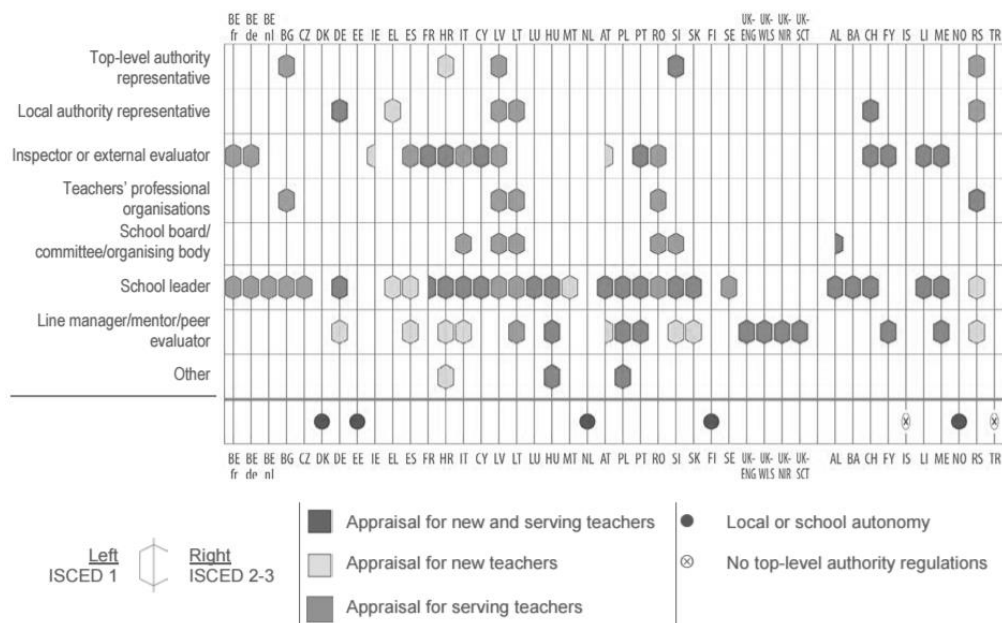 BE fr BE de BE nl BG CZ DK DE EE IE EL ES FR HR IT CY LV LT LU HU MT NL AT PL PT RO SI SK FI SE UK-ENG UK-WLS UK-NIR UK-SCT AL BA CH FY IS LI ME NO RS TR
Top-level authority
representative
Local authority representative
Inspector or external evaluator
Teachers' professional
organisations
School board/
committee/organising body
School leader
Line manager/mentor/peer
evaluator
Other
BE fr BE de BE nl BG CZ DK DE EE IE EL ES FR HR IT CY LV LT LU HU MT NL AT PL PT RO SI SK FI SE UK-ENG UK-WLS UK-NIR UK-SCT AL BA CH FY IS LI ME NO RS TR
Left Right
ISCED 1 ISCED 2-3
Appraisal for new and serving teachers
Appraisal for new teachers
Appraisal for serving teachers
Local or school autonomy
No top-level authority regulations